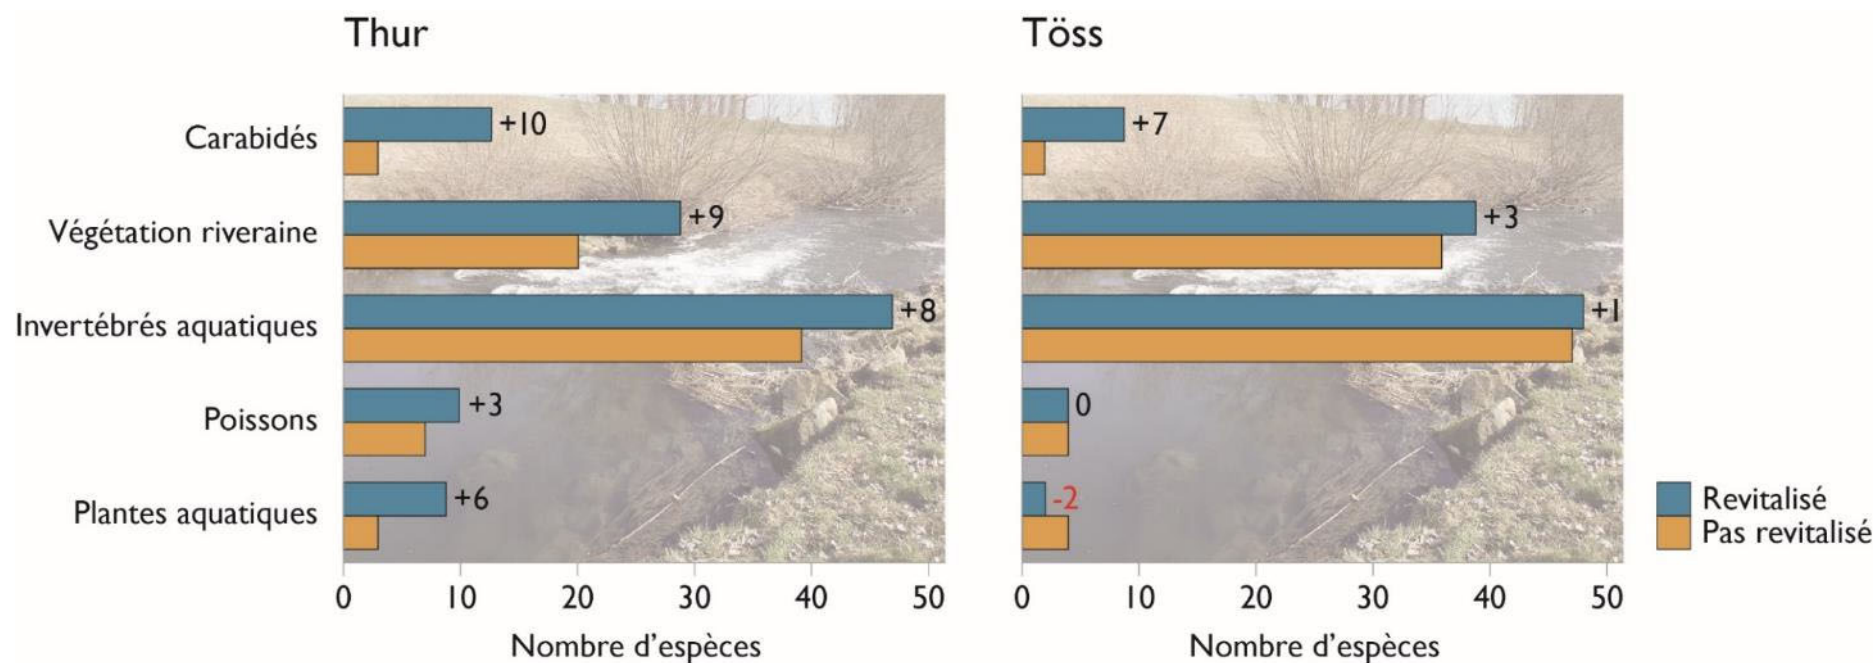 Thur
Töss
Carabidés
+10
+7
Végétation riveraine
+9
+3
Invertébrés aquatiques
+8
+1
Poissons
+3
0
Plantes aquatiques
+6
-2
Revitalisé
Pas revitalisé
0 10 20 30 40 50
0 10 20 30 40 50
Nombre d'espèces
Nombre d'espèces